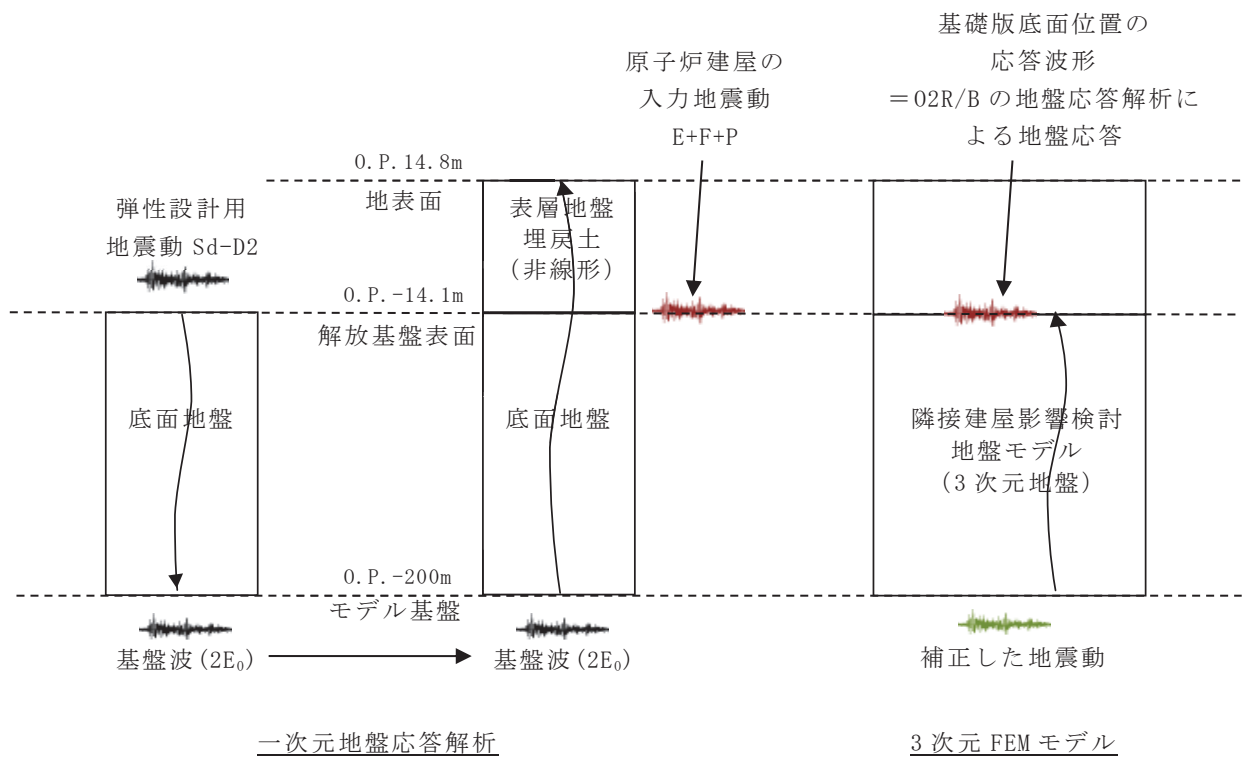 基礎版底面位置の
応答波形
＝O2R/B の地盤応答解析に
よる地盤応答
原子炉建屋の
入力地震動
E+F+P
O.P.14.8m
地表面
弾性設計用
地震動 Sd-D2
表層地盤
埋戻土
(非線形)
O.P.-14.1m
解放基盤表面
底面地盤
底面地盤
隣接建屋影響検討
地盤モデル
(3 次元地盤)
O.P.-200m
モデル基盤
基盤波(2E₀)
基盤波(2E₀)
補正した地震動
一次元地盤応答解析
3 次元 FEM モデル